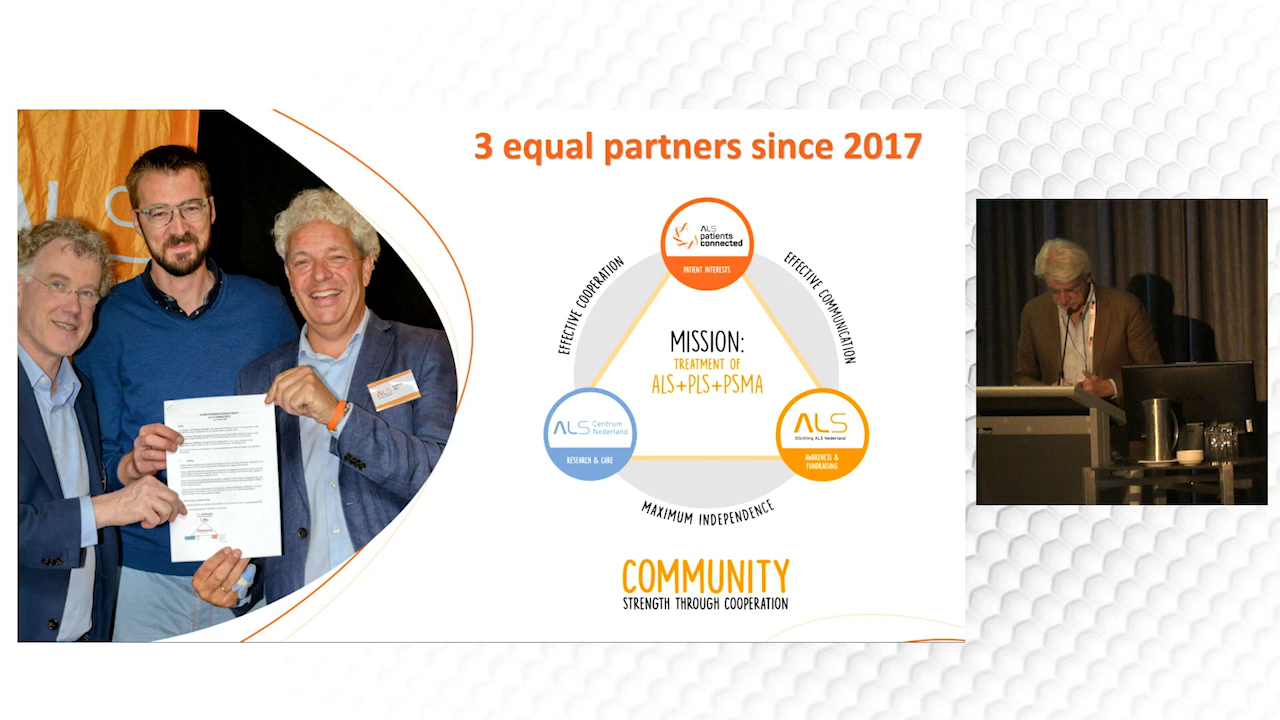 3 equal partners since 2017
ALS
patients
connected
PATIENT INTERESTS
EFFECTIVE COOPERATION
EFFECTIVE COMMUNICATION
MISSION:
TREATMENT OF
ALS+PLS+PSMA
ALS Centrum
Nederland
RESEARCH & CARE
ALS
Stichting ALS Nederland
AWARENESS &
FUNDRAISING
MAXIMUM INDEPENDENCE
COMMUNITY
STRENGTH THROUGH COOPERATION
ALS